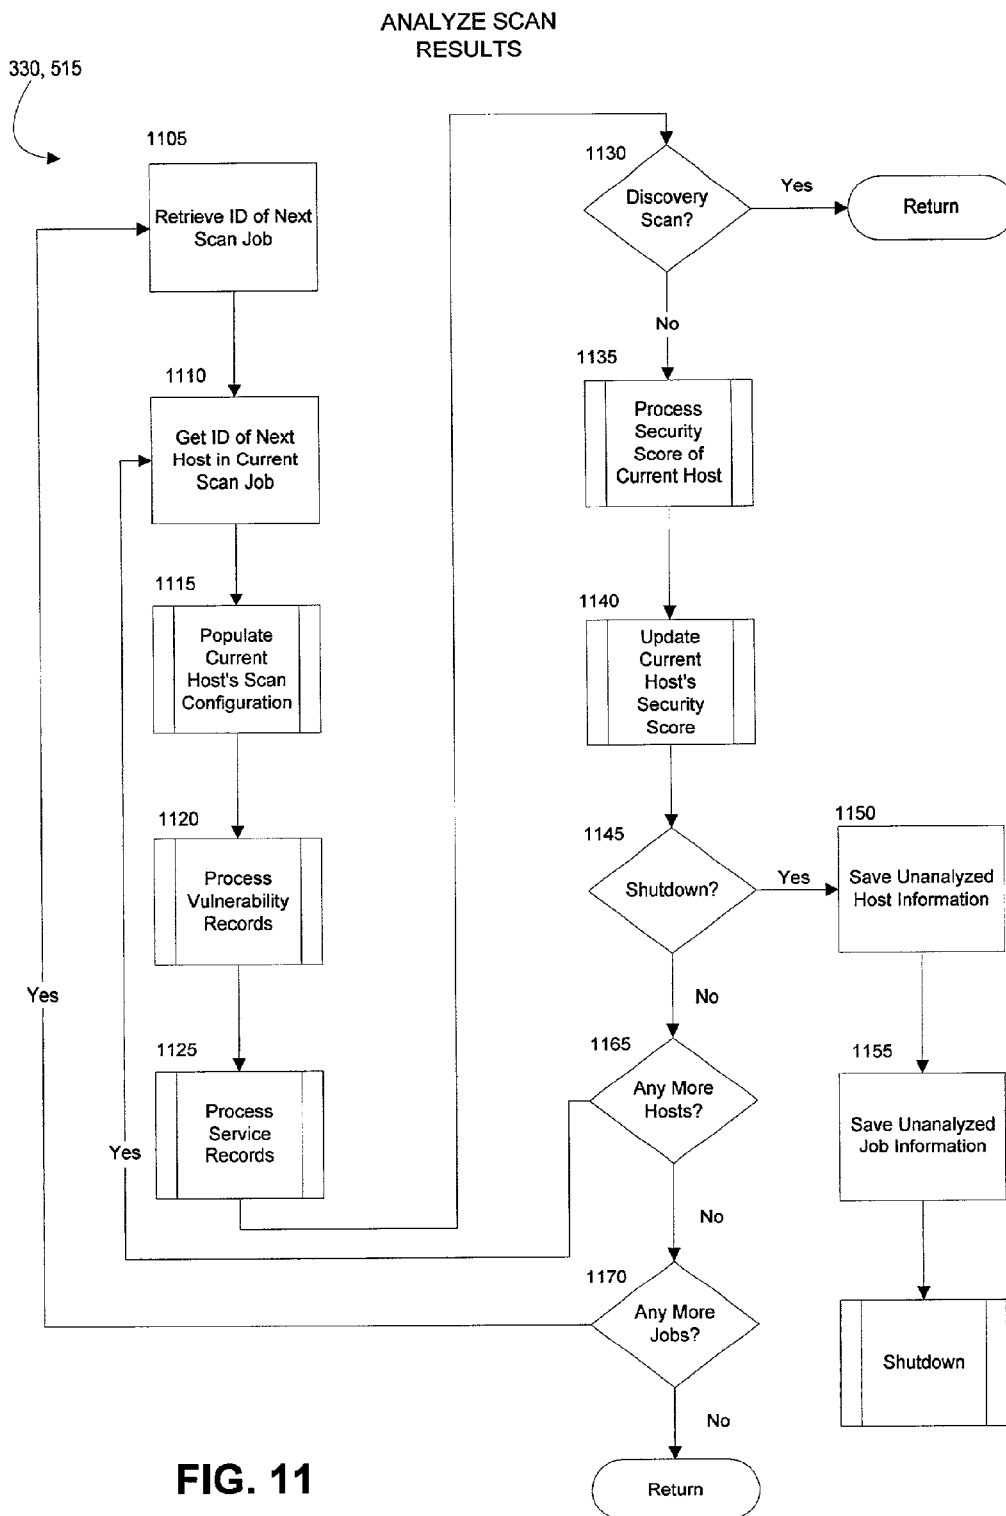 ANALYZE SCAN
RESULTS
330, 515
1105
Retrieve ID of Next
Scan Job
1110
Get ID of Next
Host in Current
Scan Job
1115
Populate
Current
Host's Scan
Configuration
1120
Process
Vulnerability
Records
Yes
1125
Process
Service
Records
Yes
1130
Discovery
Scan?
Yes
Return
No
1135
Process
Security
Score of
Current Host
1140
Update
Current
Host's
Security
Score
1145
Shutdown?
Yes
1150
Save Unanalyzed
Host Information
No
1155
Save Unanalyzed
Job Information
1165
Any More
Hosts?
No
1170
Any More
Jobs?
Shutdown
No
Return
FIG. 11